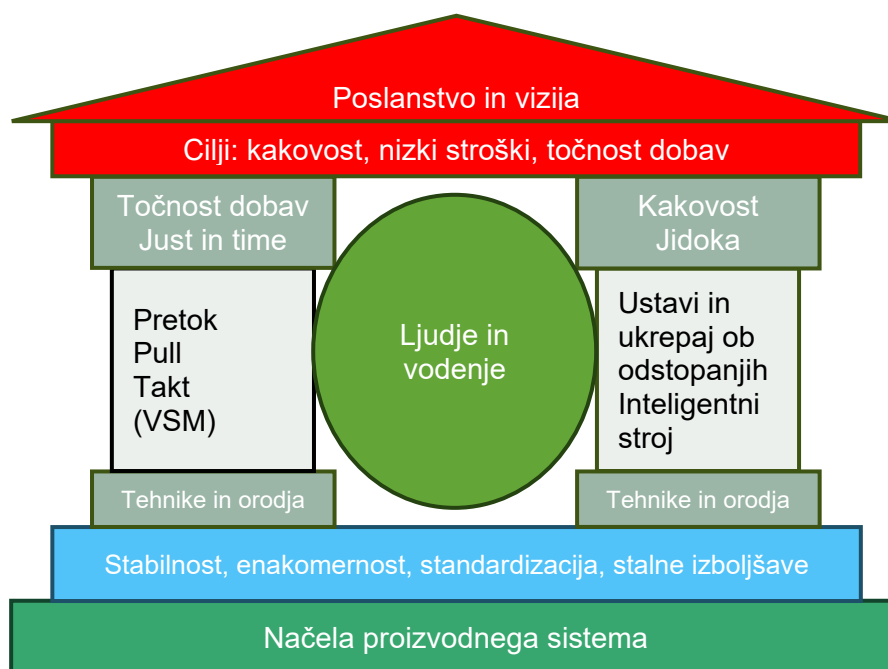 Poslanstvo in vizija
Cilji: kakovost, nizki stroški, točnost dobav
Točnost dobav
Just in time
Kakovost
Jidoka
Pretok
Pull
Takt
(VSM)
Ljudje in
vodenje
Ustavi in
ukrepaj ob
odstopanjih
Inteligentni
stroj
Tehnike in orodja
Tehnike in orodja
Stabilnost, enakomernost, standardizacija, stalne izboljšave
Načela proizvodnega sistema